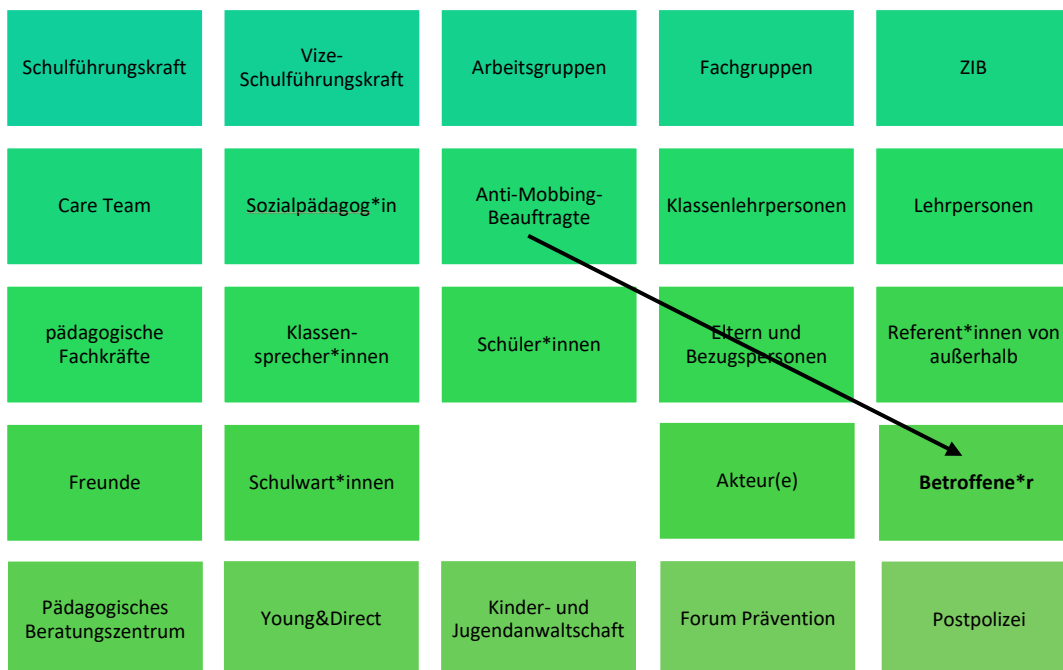 Schulführungskraft
Vize-
Schulführungskraft
Arbeitsgruppen
Fachgruppen
ZIB
Care Team
Sozialpädagog*in
Anti-Mobbing-
Beauftragte
Klassenlehrpersonen
Lehrpersonen
pädagogische
Fachkräfte
Klassen-
sprecher*innen
Schüler*innen
Eltern und
Bezugspersonen
Referent*innen von
außerhalb
Freunde
Schulwart*innen
Akteur(e)
Betroffene*r
Pädagogisches
Beratungszentrum
Young&Direct
Kinder- und
Jugendanwaltschaft
Forum Prävention
Postpolizei